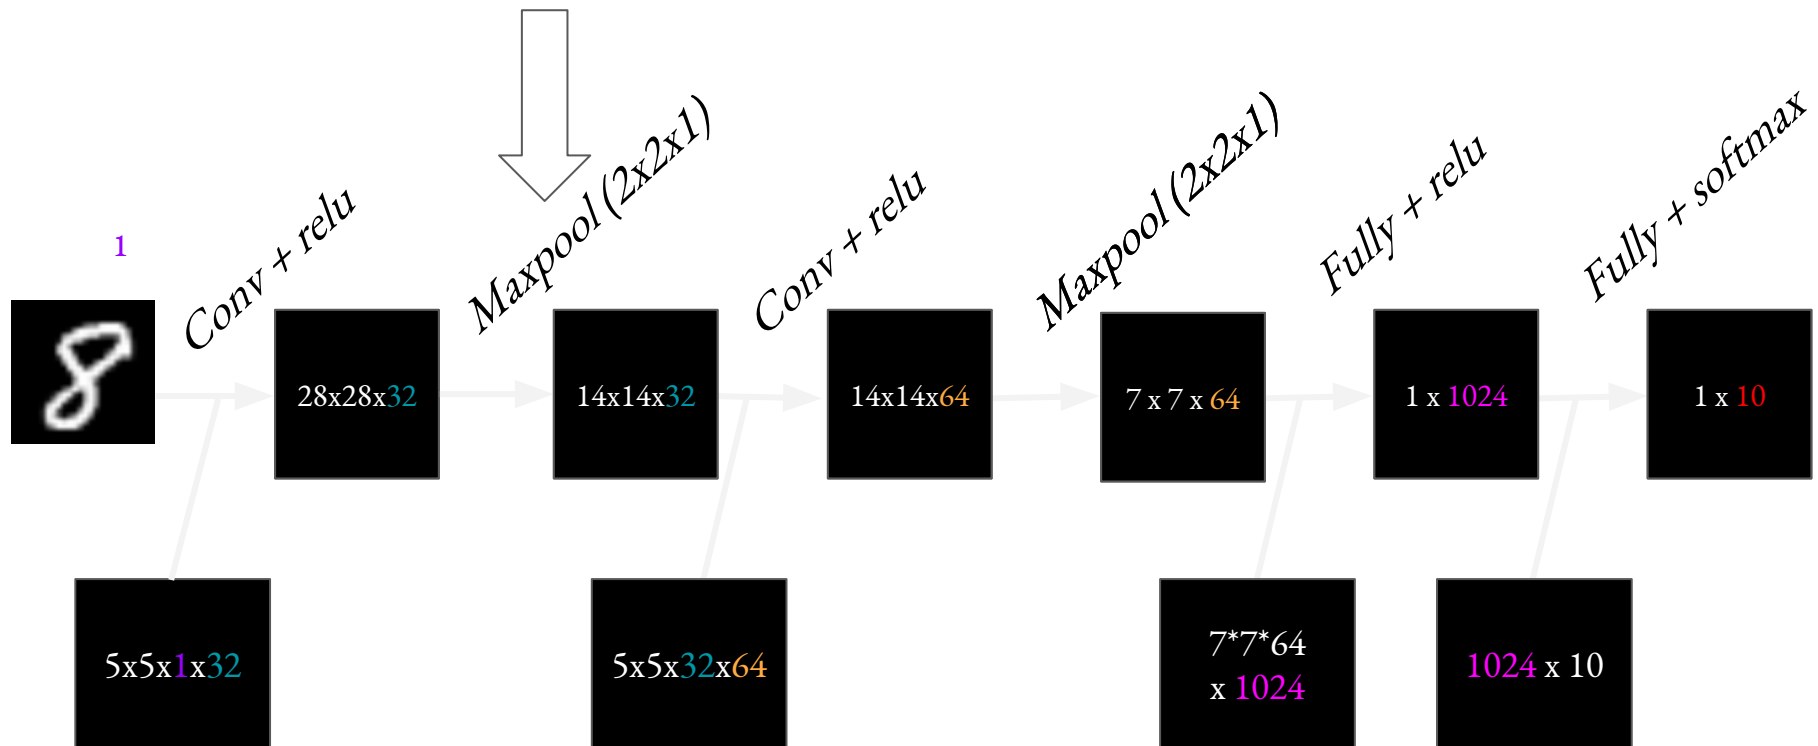 1
Conv + relu
Maxpool (2x2x1)
Conv + relu
Maxpool (2x2x1)
Fully + relu
Fully + softmax
8
28x28x32
14x14x32
14x14x64
7 x 7 x 64
1 x 1024
1 x 10
5x5x1x32
5x5x32x64
7*7*64
x 1024
1024 x 10